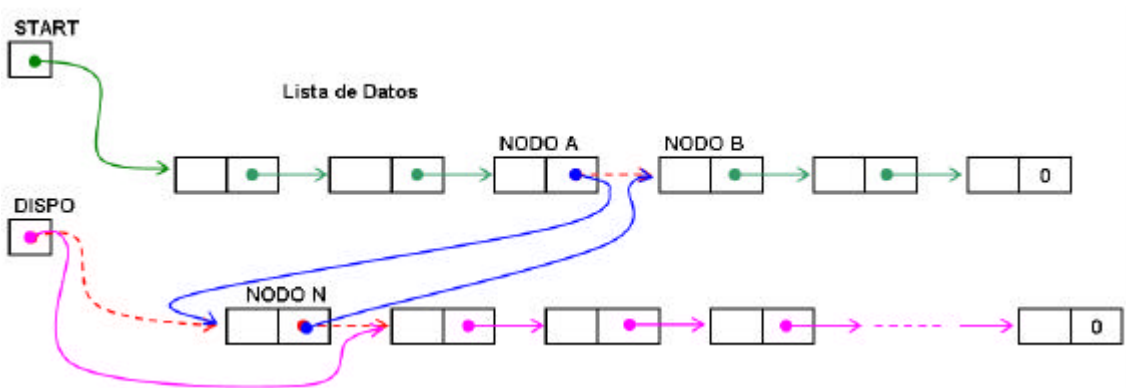 START
Lista de Datos
NODO A
NODO B
0
DISPO
NODO N
0